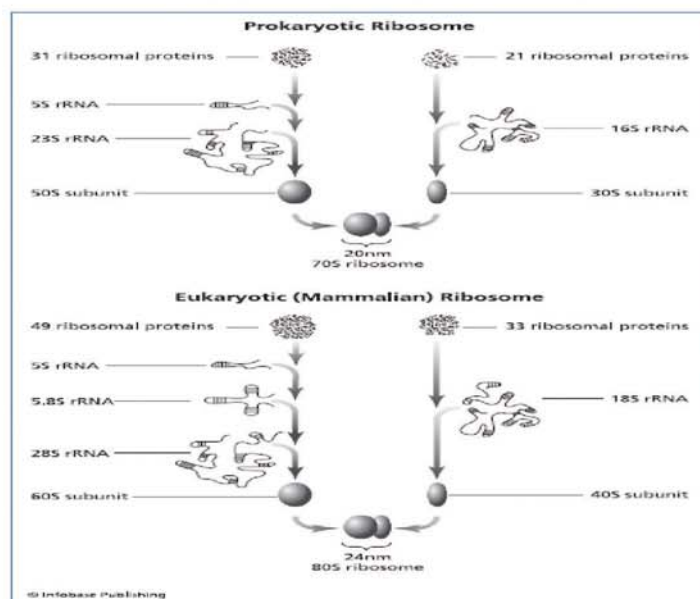 Prokaryotic Ribosome
31 ribosomal proteins
21 ribosomal proteins
5S rRNA
23S rRNA
16S rRNA
50S subunit
30S subunit
20nm
70S ribosome
Eukaryotic (Mammalian) Ribosome
49 ribosomal proteins
33 ribosomal proteins
5S rRNA
5.8S rRNA
18S rRNA
28S rRNA
60S subunit
40S subunit
24nm
80S ribosome
© Infobase Publishing